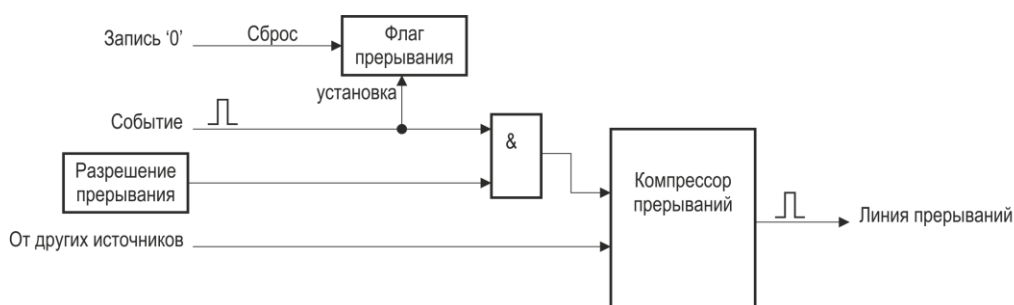 Запись ‘0’
Сброс
Флаг
прерывания
установка
Событие
&
Разрешение
прерывания
Компрессор
прерываний
Линия прерываний
От других источников